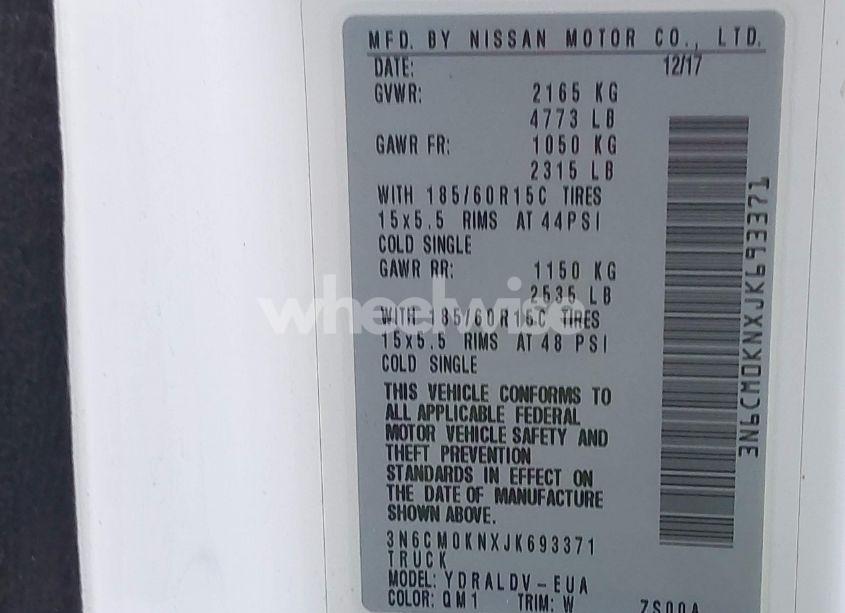 MFD. BY NISSAN MOTOR CO., LTD.
DATE: 12/17
GVWR: 2165 KG
4773 LB
GAWR FR: 1050 KG
2315 LB
WITH 185/60R15C TIRES
15x5.5 RIMS AT 44PSI
COLD SINGLE
GAWR RR: 1150 KG
2535 LB
WITH 185/60R15C TIRES
15x5.5 RIMS AT 48 PSI
COLD SINGLE
THIS VEHICLE CONFORMS TO
ALL APPLICABLE FEDERAL
MOTOR VEHICLE SAFETY AND
THEFT PREVENTION
STANDARDS IN EFFECT ON
THE DATE OF MANUFACTURE
SHOWN ABOVE.
3N6CM0KNXJK693371
TRUCK
MODEL: YDRALDV-EUA
COLOR: QM1 TRIM: W ZS00A
3N6CM0KNXJK693371
wheelwise